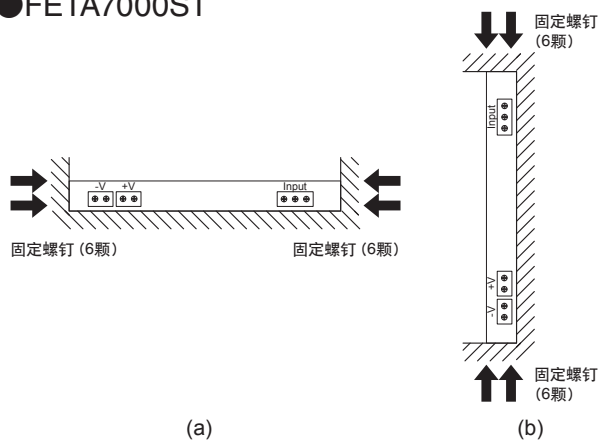 ●FETA7000ST
固定螺钉
(6颗)
Input
-V +V
Input
固定螺钉 (6颗)
固定螺钉 (6颗)
+V
-V
固定螺钉
(6颗)
(a)
(b)